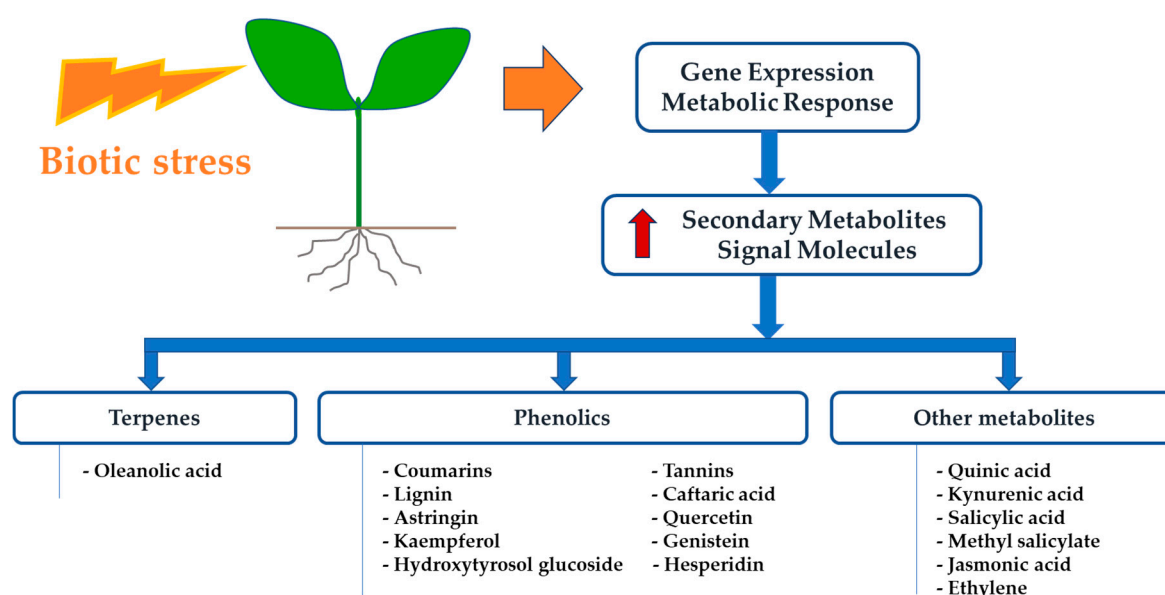 Biotic stress
Gene Expression
Metabolic Response
Secondary Metabolites
Signal Molecules
Terpenes
- Oleanolic acid
Phenolics
- Coumarins
- Lignin
- Astringin
- Kaempferol
- Hydroxytyrosol glucoside
- Tannins
- Caftaric acid
- Quercetin
- Genistein
- Hesperidin
Other metabolites
- Quinic acid
- Kynurenic acid
- Salicylic acid
- Methyl salicylate
- Jasmonic acid
- Ethylene